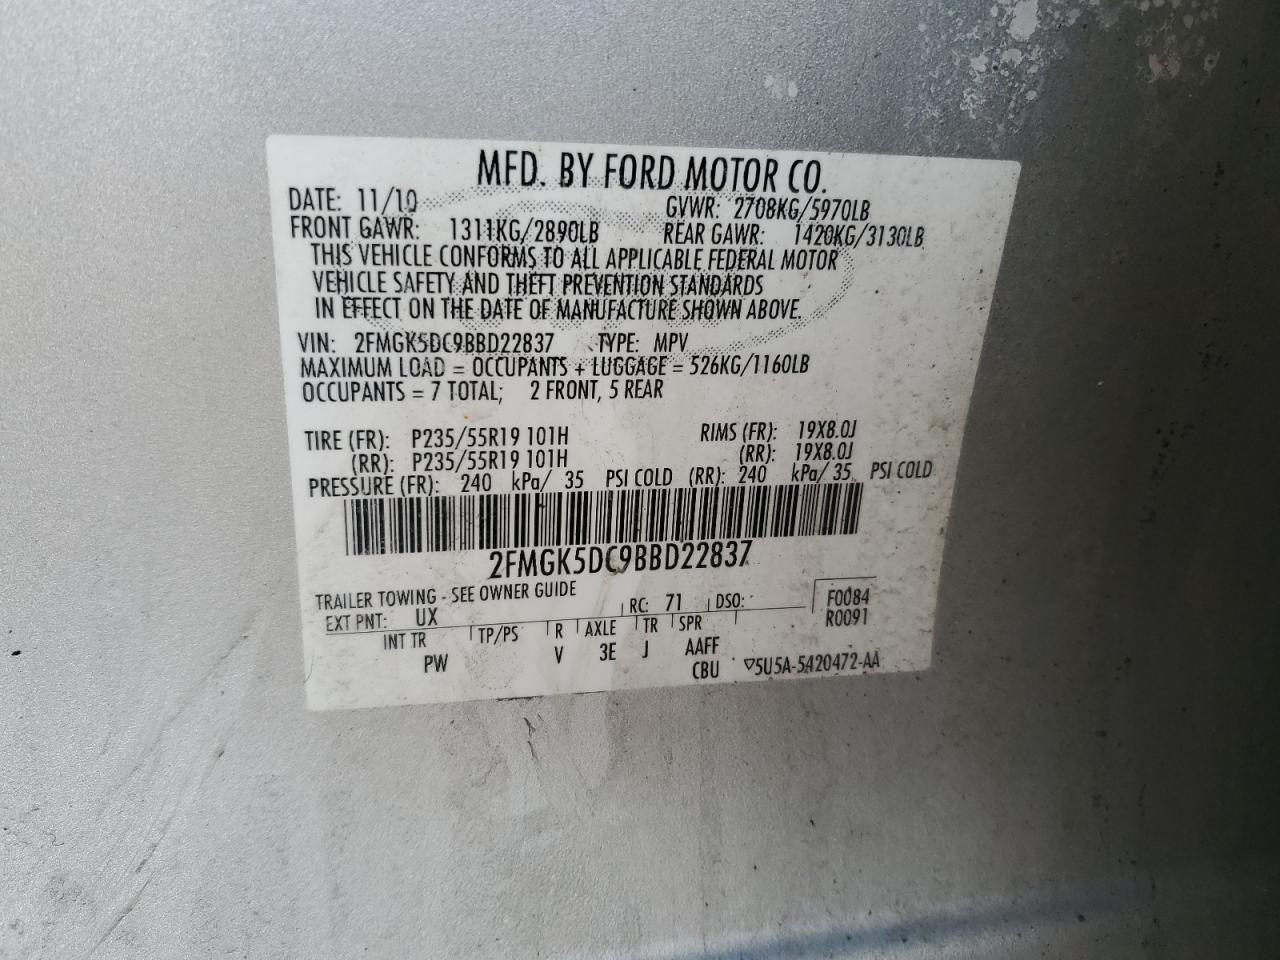 MFD. BY FORD MOTOR CO.
DATE: 11/10 GVWR: 2708KG/5970LB
FRONT GAWR: 1311KG/2890LB REAR GAWR: 1420KG/3130LB
THIS VEHICLE CONFORMS TO ALL APPLICABLE FEDERAL MOTOR
VEHICLE SAFETY AND THEFT PREVENTION STANDARDS
IN EFFECT ON THE DATE OF MANUFACTURE SHOWN ABOVE.
VIN: 2FMGK5DC9BBD22837 TYPE: MPV
MAXIMUM LOAD = OCCUPANTS + LUGGAGE = 526KG/1160LB
OCCUPANTS = 7 TOTAL; 2 FRONT, 5 REAR
TIRE (FR): P235/55R19 101H RIMS (FR): 19X8.0J
(RR): P235/55R19 101H (RR): 19X8.0J
PRESSURE (FR): 240 kPa/ 35 PSI COLD (RR): 240 kPa/ 35 PSI COLD
2FMGK5DC9BBD22837
TRAILER TOWING - SEE OWNER GUIDE
EXT PNT: UX RC: 71 DSO: F0084
INT TR TP/PS R AXLE TR SPR R0091
PW V 3E J AAFF
CBU ▽5U5A-5420472-AA